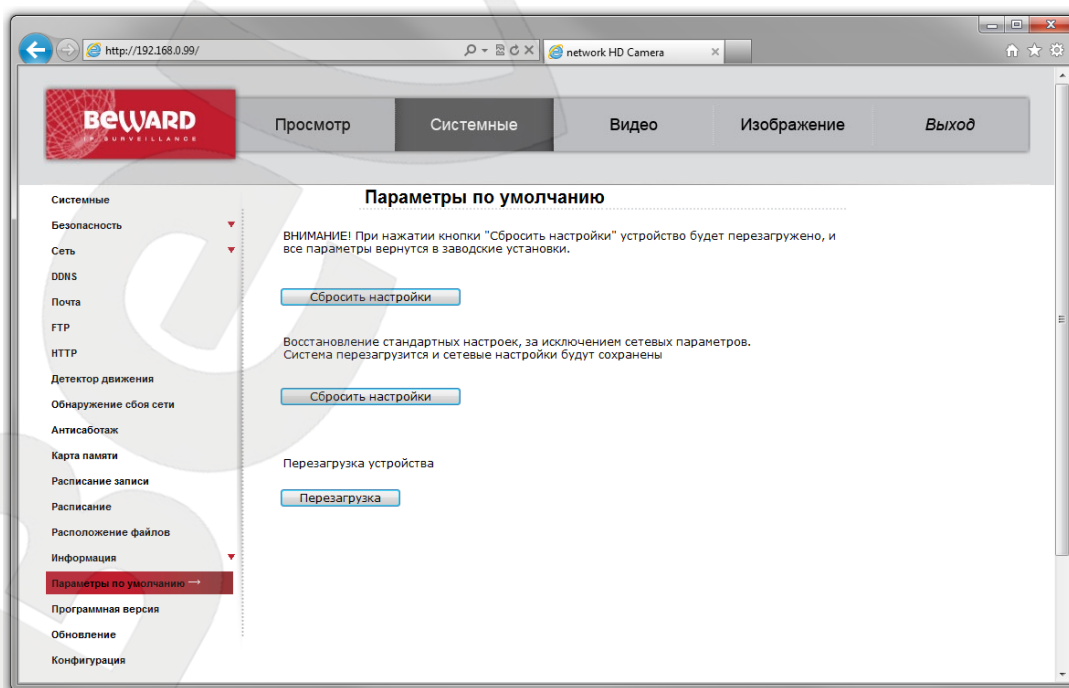 http://192.168.0.99/
network HD Camera
BEWARD
IP SURVEILLANCE
Просмотр
Системные
Видео
Изображение
Выход
Системные
Безопасность
Сеть
DDNS
Почта
FTP
HTTP
Детектор движения
Обнаружение сбоя сети
Антисаботаж
Карта памяти
Расписание записи
Расписание
Расположение файлов
Информация
Параметры по умолчанию →
Программная версия
Обновление
Конфигурация
Параметры по умолчанию
ВНИМАНИЕ! При нажатии кнопки "Сбросить настройки" устройство будет перезагружено, и
все параметры вернутся в заводские установки.
Сбросить настройки
Восстановление стандартных настроек, за исключением сетевых параметров.
Система перезагрузится и сетевые настройки будут сохранены
Сбросить настройки
Перезагрузка устройства
Перезагрузка